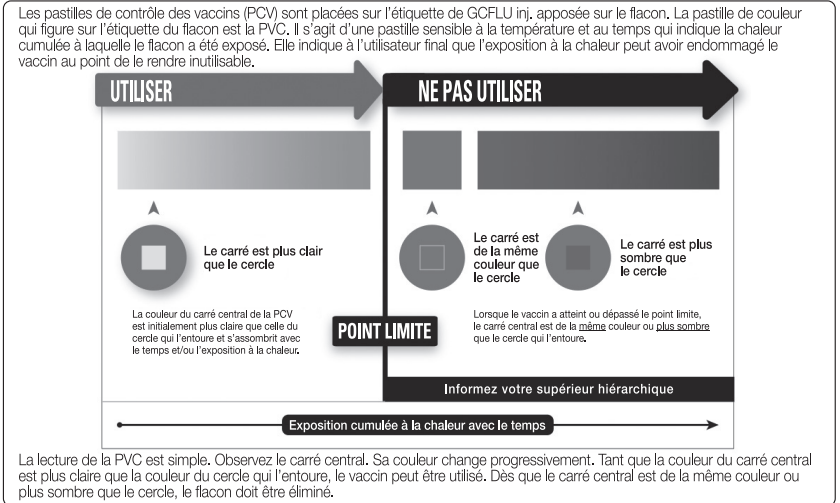 Les pastilles de contrôle des vaccins (PCV) sont placées sur l'étiquette de GCFLU inj. apposée sur le flacon. La pastille de couleur
qui figure sur l'étiquette du flacon est la PVC. Il s'agit d'une pastille sensible à la température et au temps qui indique la chaleur
cumulée à laquelle le flacon a été exposé. Elle indique à l'utilisateur final que l'exposition à la chaleur peut avoir endommagé le
vaccin au point de le rendre inutilisable.
UTILISER
NE PAS UTILISER
Le carré est plus clair
que le cercle
Le carré est
de la même
couleur que
le cercle
Le carré est plus
sombre que
le cercle
La couleur du carré central de la PCV
est initialement plus claire que celle du
cercle qui l'entoure et s'assombrit avec
le temps et/ou l'exposition à la chaleur.
POINT LIMITE
Lorsque le vaccin a atteint ou dépassé le point limite,
le carré central est de la même couleur ou plus sombre
que le cercle qui l'entoure.
Informez votre supérieur hiérarchique
Exposition cumulée à la chaleur avec le temps
La lecture de la PVC est simple. Observez le carré central. Sa couleur change progressivement. Tant que la couleur du carré central
est plus claire que la couleur du cercle qui l'entoure, le vaccin peut être utilisé. Dès que le carré central est de la même couleur ou
plus sombre que le cercle, le flacon doit être éliminé.